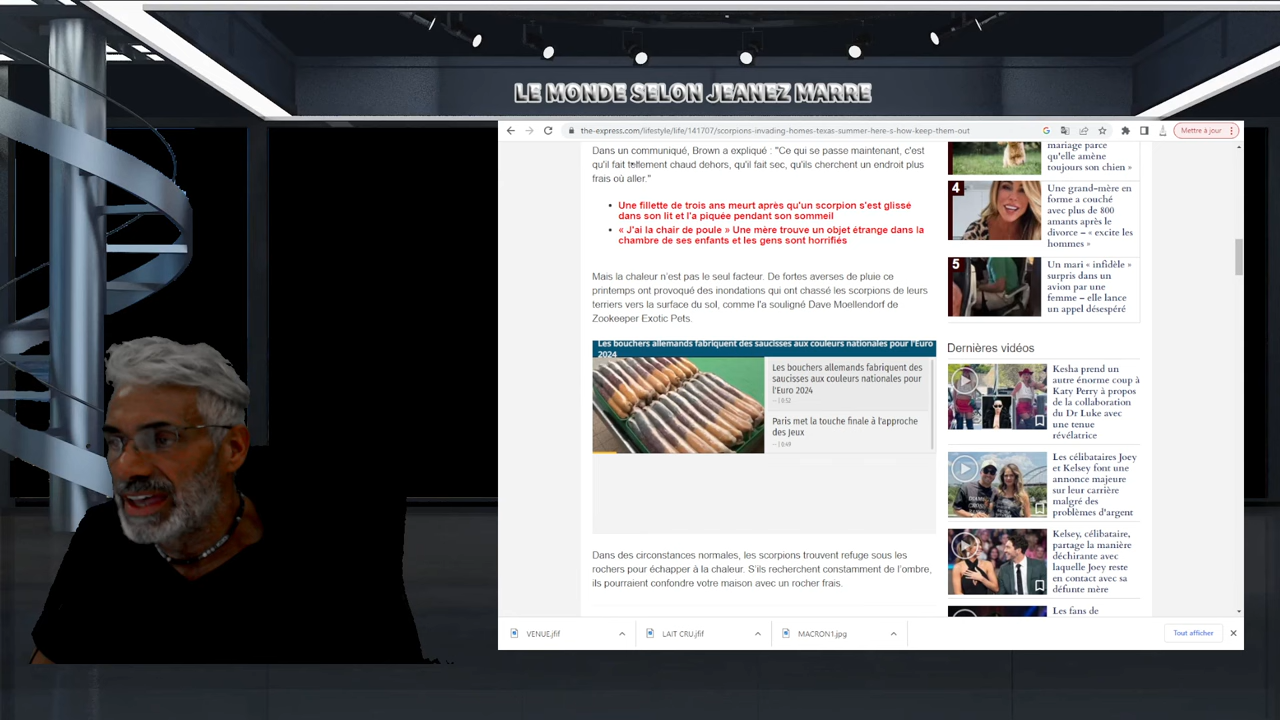 LE MONDE SELON JEANEZ MARRE
the-express.com/lifestyle/life/141707/scorpions-invading-homes-texas-summer-here-s-how-keep-them-out
Mettre à jour
Dans un communiqué, Brown a expliqué : "Ce qui se passe maintenant, c'est
qu'il fait tellement chaud dehors, qu'il fait sec, qu'ils cherchent un endroit plus
frais où aller."
Une fillette de trois ans meurt après qu'un scorpion s'est glissé
dans son lit et l'a piquée pendant son sommeil
« J'ai la chair de poule » Une mère trouve un objet étrange dans la
chambre de ses enfants et les gens sont horrifiés
Mais la chaleur n'est pas le seul facteur. De fortes averses de pluie ce
printemps ont provoqué des inondations qui ont chassé les scorpions de leurs
terriers vers la surface du sol, comme l'a souligné Dave Moellendorf de
Zookeeper Exotic Pets.
Les bouchers allemands fabriquent des saucisses aux couleurs nationales pour l'Euro
2024
Les bouchers allemands fabriquent des
saucisses aux couleurs nationales pour
l'Euro 2024
-- | 6:52
Paris met la touche finale à l'approche
des Jeux
-- | 6:49
Dans des circonstances normales, les scorpions trouvent refuge sous les
rochers pour échapper à la chaleur. S'ils recherchent constamment de l'ombre,
ils pourraient confondre votre maison avec un rocher frais.
mariage parce
qu'elle amène
toujours son chien »
4
Une grand-mère en
forme a couché
avec plus de 800
amants après le
divorce – « excite les
hommes »
5
Un mari « infidèle »
surpris dans un
avion par une
femme – elle lance
un appel désespéré
Dernières vidéos
Kesha prend un
autre énorme coup à
Katy Perry à propos
de la collaboration
du Dr Luke avec
une tenue
révélatrice
Les célibataires Joey
et Kelsey font une
annonce majeure
sur leur carrière
malgré des
problèmes d'argent
Kelsey, célibataire,
partage la manière
déchirante avec
laquelle Joey reste
en contact avec sa
défunte mère
Les fans de
VENUE.jfif
LAIT CRU.jfif
MACRON1.jpg
Tout afficher